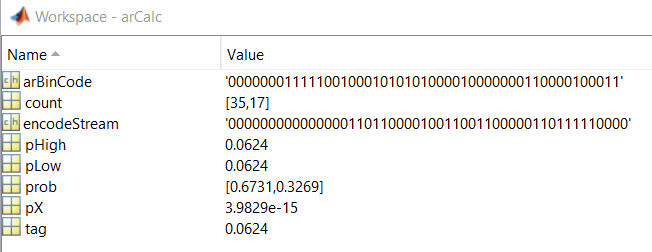 Workspace - arCalc
Name Value
arBinCode '0000000111110010001010101000010000000110000100011'
count [35,17]
encodeStream '00000000000000011011000010011001100000110111110000'
pHigh 0.0624
pLow 0.0624
prob [0.6731,0.3269]
pX 3.9829e-15
tag 0.0624